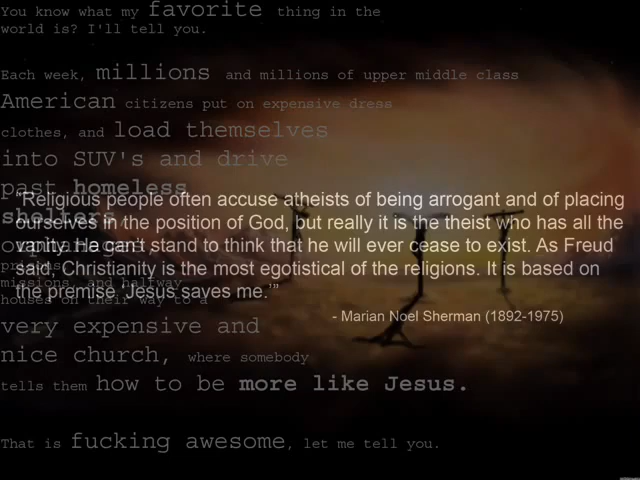 You know what my favorite thing in the
world is? I'll tell you.
Each week, millions and millions of upper middle class
American citizens put on expensive dress
clothes, and load themselves
into SUV's and drive
past homeless
shelters,
orphanages,
missions, and halfway
houses on their way to a
very expensive and
nice church, where somebody
tells them how to be more like Jesus.
That is fucking awesome, let me tell you.
"Religious people often accuse atheists of being arrogant and of placing
ourselves in the position of God, but really it is the theist who has all the
vanity. He can't stand to think that he will ever cease to exist. As Freud
said, Christianity is the most egotistical of the religions. It is based on
the premise 'Jesus saves me.'"
- Marian Noel Sherman (1892-1975)